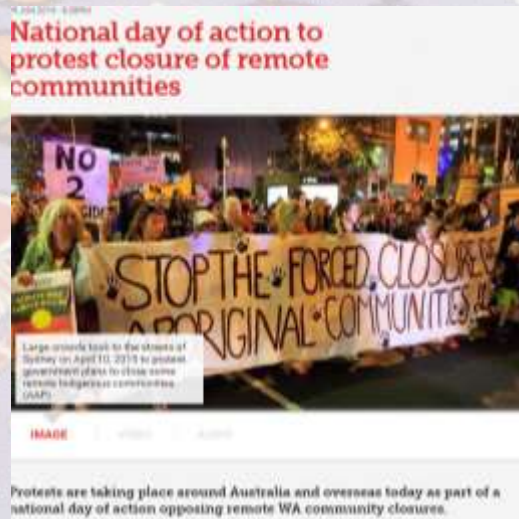 National day of action to
protest closure of remote
communities
NO
2
STOP THE FORCED CLOSURE OF
ABORIGINAL COMMUNITIES
Large crowds took to the streets of
Sydney on April 10, 2015 to protest
government plans to close some
remote Indigenous communities
(AAP)
IMAGE
VIDEO
AUDIO
Protests are taking place around Australia and overseas today as part of a
national day of action opposing remote WA community closures.